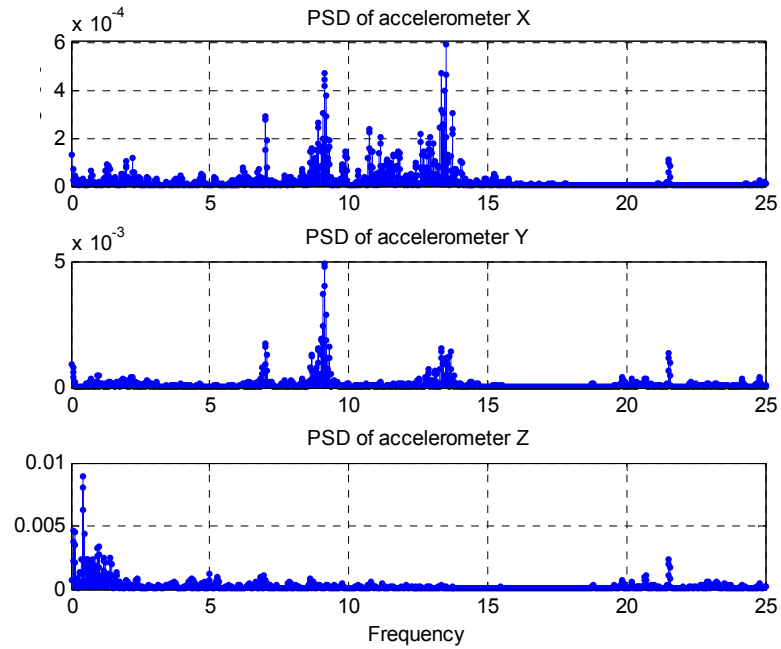 PSD of accelerometer X
x 10^-4
6
4
2
0
0 5 10 15 20 25
PSD of accelerometer Y
x 10^-3
5
0
0 5 10 15 20 25
PSD of accelerometer Z
0.01
0.005
0
0 5 10 15 20 25
Frequency